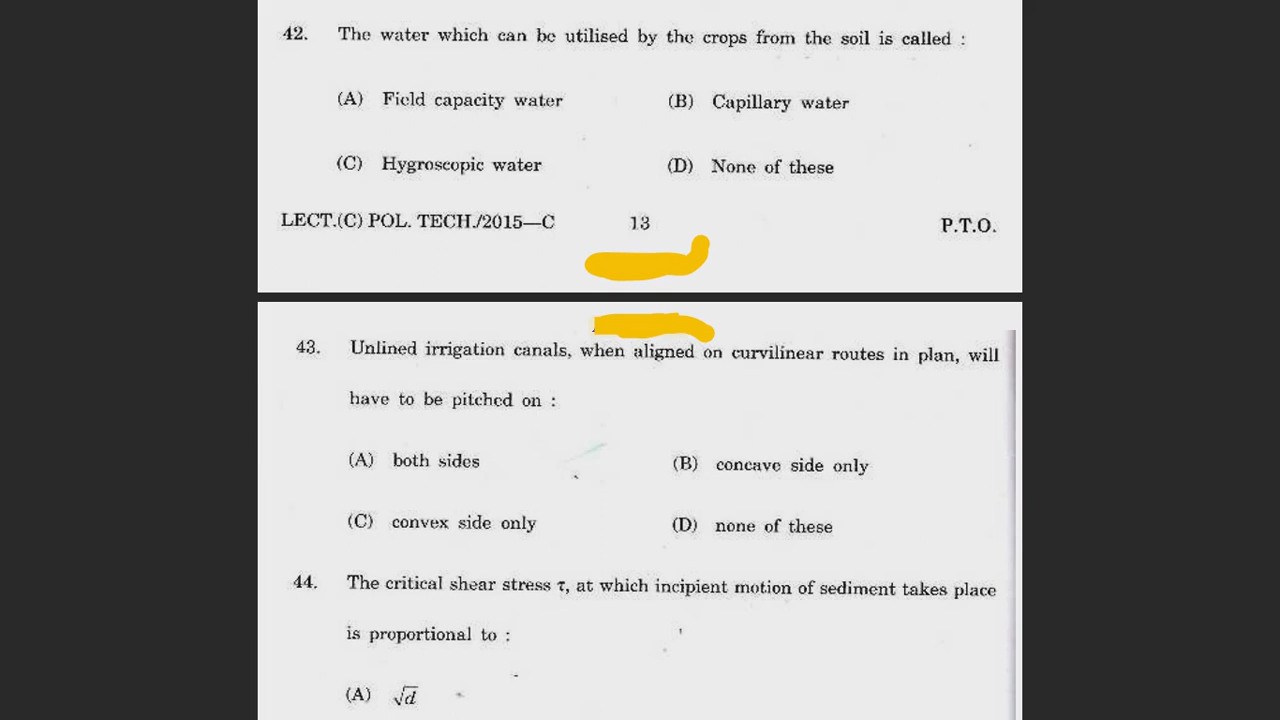 42. The water which can be utilised by the crops from the soil is called :
(A) Field capacity water (B) Capillary water
(C) Hygroscopic water (D) None of these
LECT.(C) POL. TECH./2015—C 13 P.T.O.
43. Unlined irrigation canals, when aligned on curvilinear routes in plan, will
have to be pitched on :
(A) both sides (B) concave side only
(C) convex side only (D) none of these
44. The critical shear stress τ, at which incipient motion of sediment takes place
is proportional to :
(A) √d